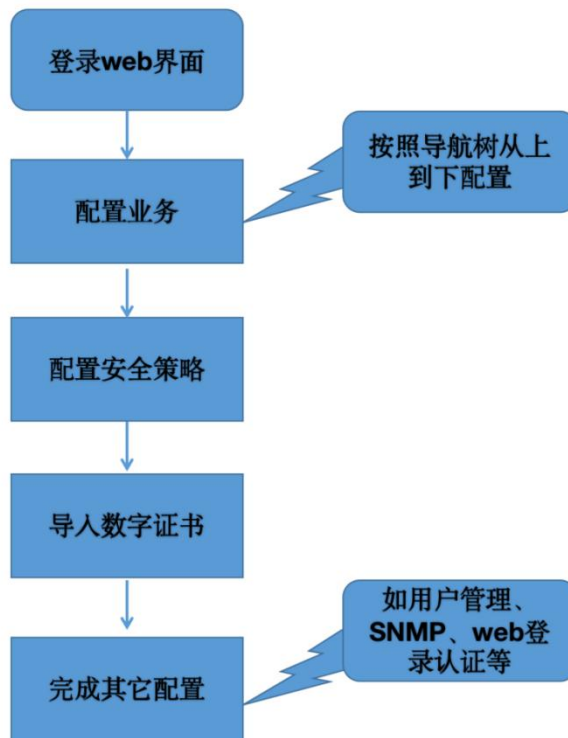 登录web界面
配置业务
按照导航树从上
到下配置
配置安全策略
导入数字证书
完成其它配置
如用户管理、
SNMP、web登
录认证等